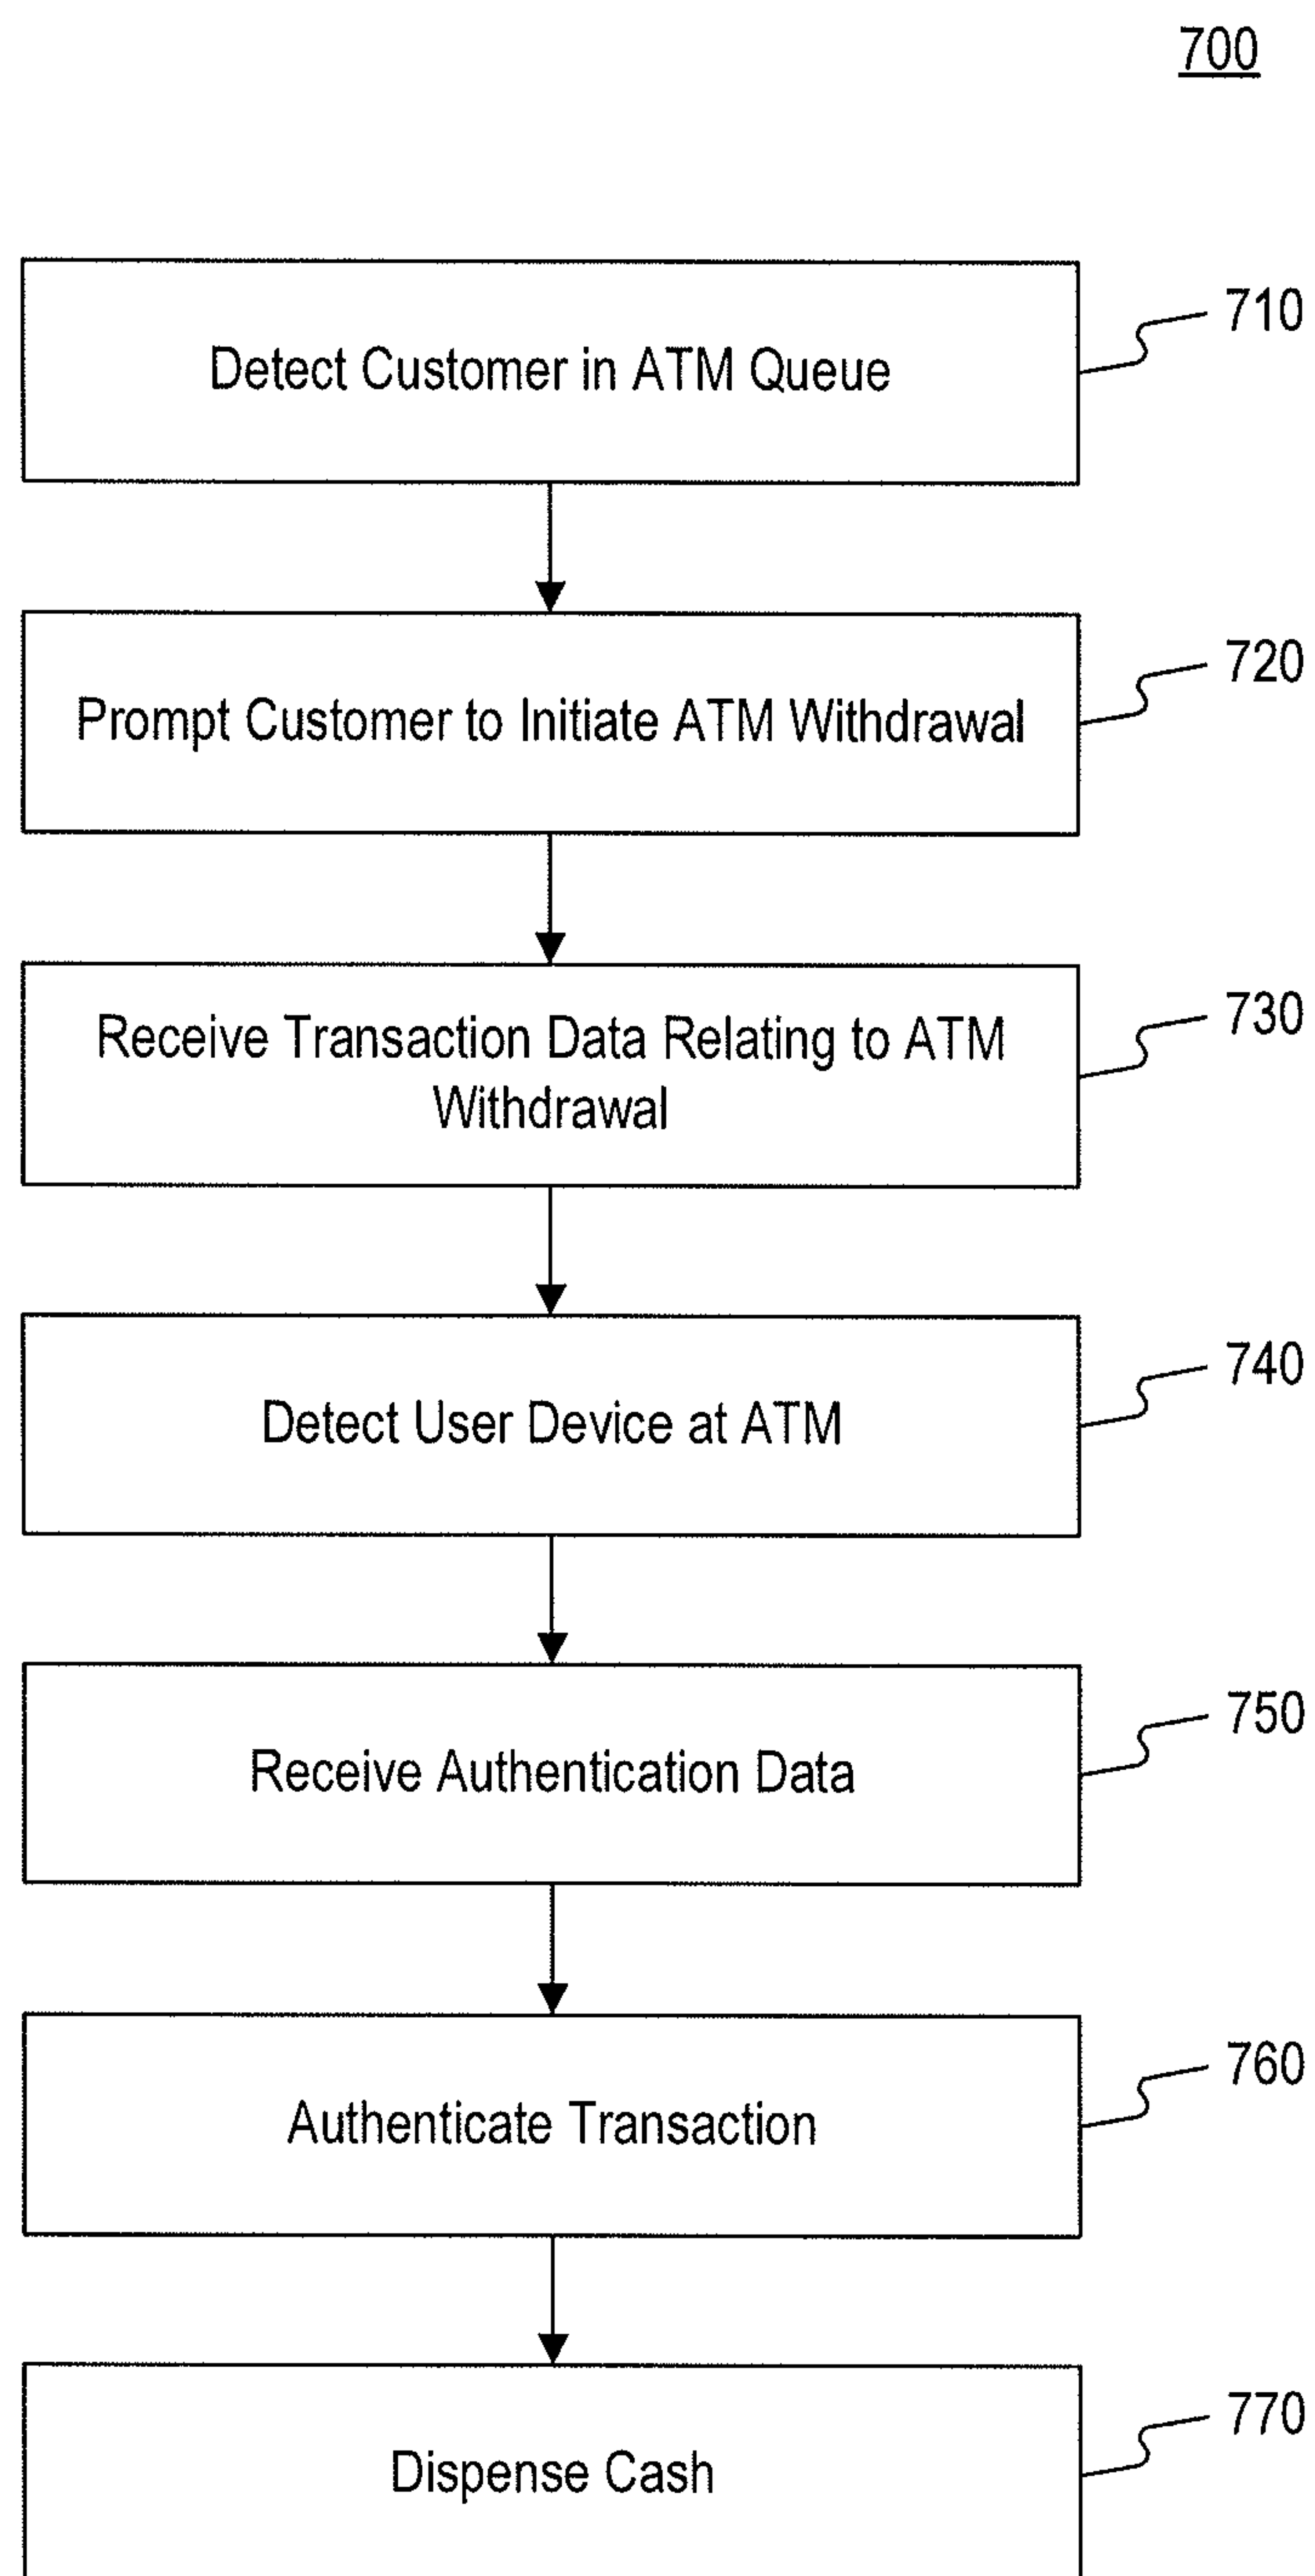 700
Detect Customer in ATM Queue
710
Prompt Customer to Initiate ATM Withdrawal
720
Receive Transaction Data Relating to ATM
Withdrawal
730
Detect User Device at ATM
740
Receive Authentication Data
750
Authenticate Transaction
760
Dispense Cash
770